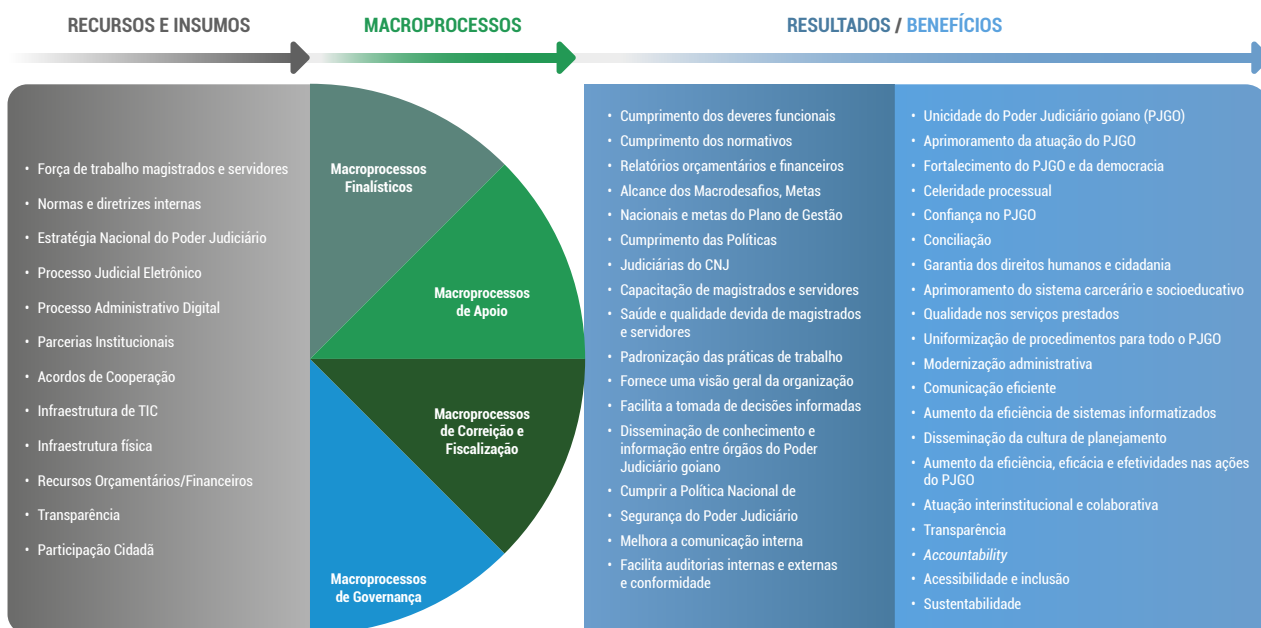 RECURSOS E INSUMOS
MACROPROCESSOS
RESULTADOS / BENEFÍCIOS
• Força de trabalho magistrados e servidores
• Normas e diretrizes internas
• Estratégia Nacional do Poder Judiciário
• Processo Judicial Eletrônico
• Processo Administrativo Digital
• Parcerias Institucionais
• Acordos de Cooperação
• Infraestrutura de TIC
• Infraestrutura física
• Recursos Orçamentários/Financeiros
• Transparência
• Participação Cidadã
Macroprocessos
Finalísticos
Macroprocessos
de Apoio
Macroprocessos
de Correição e
Fiscalização
Macroprocessos
de Governança
• Cumprimento dos deveres funcionais
• Cumprimento dos normativos
• Relatórios orçamentários e financeiros
• Alcance dos Macrodesafios, Metas
• Nacionais e metas do Plano de Gestão
• Cumprimento das Políticas
• Judiciárias do CNJ
• Capacitação de magistrados e servidores
• Saúde e qualidade devida de magistrados
e servidores
• Padronização das práticas de trabalho
• Fornece uma visão geral da organização
• Facilita a tomada de decisões informadas
• Disseminação de conhecimento e
informação entre órgãos do Poder
Judiciário goiano
• Cumprir a Política Nacional de
• Segurança do Poder Judiciário
• Melhora a comunicação interna
• Facilita auditorias internas e externas
e conformidade
• Unicidade do Poder Judiciário goiano (PJGO)
• Aprimoramento da atuação do PJGO
• Fortalecimento do PJGO e da democracia
• Celeridade processual
• Confiança no PJGO
• Conciliação
• Garantia dos direitos humanos e cidadania
• Aprimoramento do sistema carcerário e socioeducativo
• Qualidade nos serviços prestados
• Uniformização de procedimentos para todo o PJGO
• Modernização administrativa
• Comunicação eficiente
• Aumento da eficiência de sistemas informatizados
• Disseminação da cultura de planejamento
• Aumento da eficiência, eficácia e efetividades nas ações
do PJGO
• Atuação interinstitucional e colaborativa
• Transparência
• Accountability
• Acessibilidade e inclusão
• Sustentabilidade